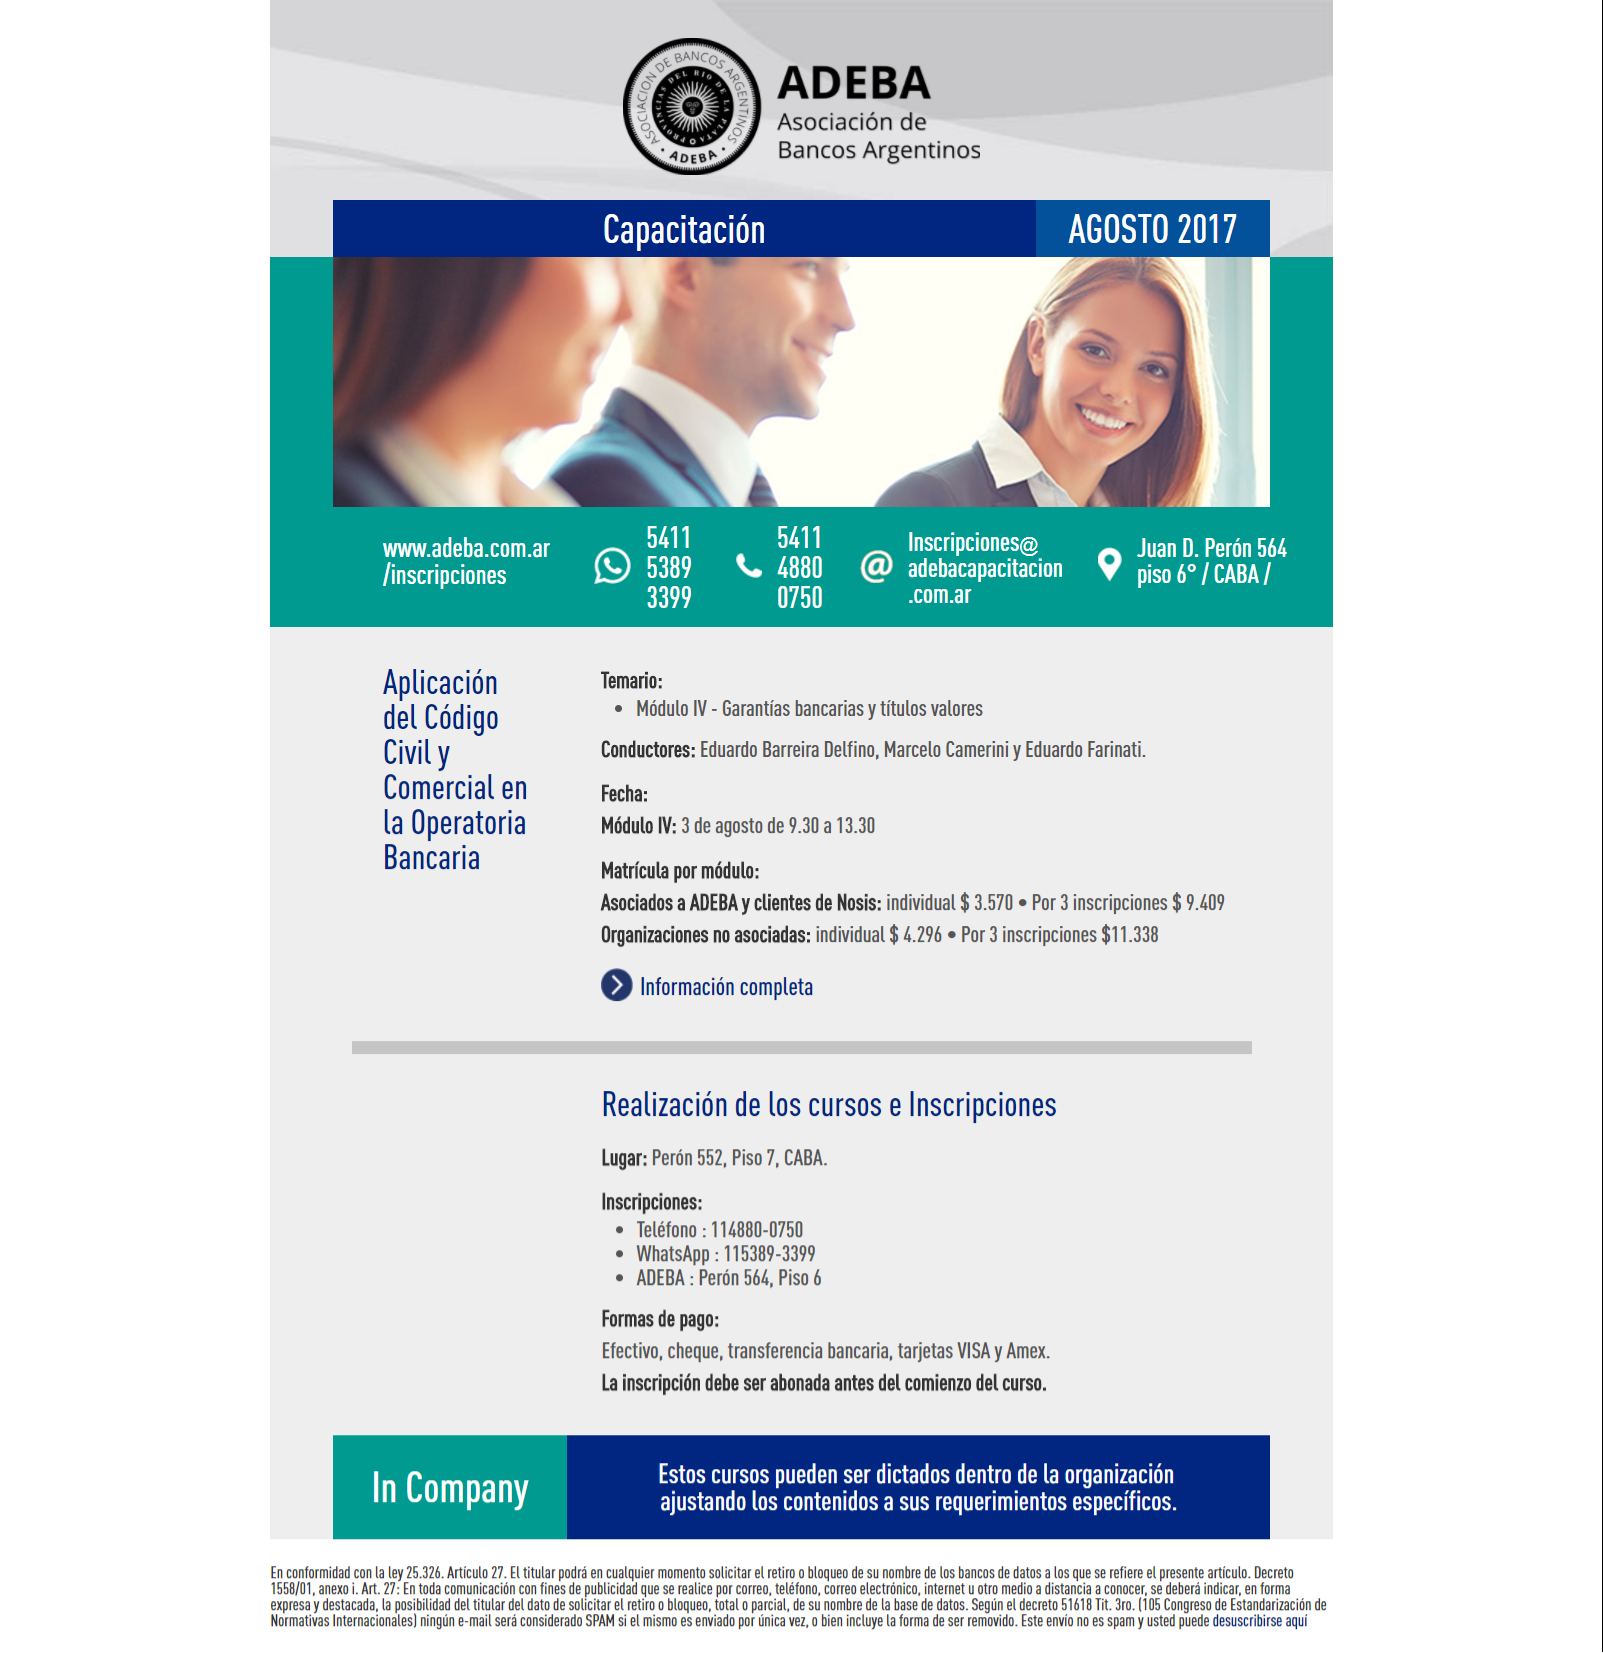 ASOCIACION DE BANCOS ARGENTINOS
PROVINCIAS DEL RIO DE LA PLATA
• ADEBA •
ADEBA
Asociación de
Bancos Argentinos
Capacitación
AGOSTO 2017
www.adeba.com.ar
/inscripciones
5411
5389
3399
5411
4880
0750
@
Inscripciones@
adebacapacitacion
.com.ar
Juan D. Perón 564
piso 6° / CABA /
Aplicación
del Código
Civil y
Comercial en
la Operatoria
Bancaria
Temario:
• Módulo IV - Garantías bancarias y títulos valores
Conductores: Eduardo Barreira Delfino, Marcelo Camerini y Eduardo Farinati.
Fecha:
Módulo IV: 3 de agosto de 9.30 a 13.30
Matrícula por módulo:
Asociados a ADEBA y clientes de Nosis: individual $ 3.570 • Por 3 inscripciones $ 9.409
Organizaciones no asociadas: individual $ 4.296 • Por 3 inscripciones $11.338
Información completa
Realización de los cursos e Inscripciones
Lugar: Perón 552, Piso 7, CABA.
Inscripciones:
• Teléfono : 114880-0750
• WhatsApp : 115389-3399
• ADEBA : Perón 564, Piso 6
Formas de pago:
Efectivo, cheque, transferencia bancaria, tarjetas VISA y Amex.
La inscripción debe ser abonada antes del comienzo del curso.
In Company
Estos cursos pueden ser dictados dentro de la organización
ajustando los contenidos a sus requerimientos específicos.
En conformidad con la ley 25.326. Artículo 27. El titular podrá en cualquier momento solicitar el retiro o bloqueo de su nombre de los bancos de datos a los que se refiere el presente artículo. Decreto
1558/01, anexo i. Art. 27: En toda comunicación con fines de publicidad que se realice por correo, teléfono, correo electrónico, internet u otro medio a distancia a conocer, se deberá indicar, en forma
expresa y destacada, la posibilidad del titular del dato de solicitar el retiro o bloqueo, total o parcial, de su nombre de la base de datos. Según el decreto 51618 Tit. 3ro. (105 Congreso de Estandarización de
Normativas Internacionales) ningún e-mail será considerado SPAM si el mismo es enviado por única vez, o bien incluye la forma de ser removido. Este envío no es spam y usted puede desuscribirse aquí